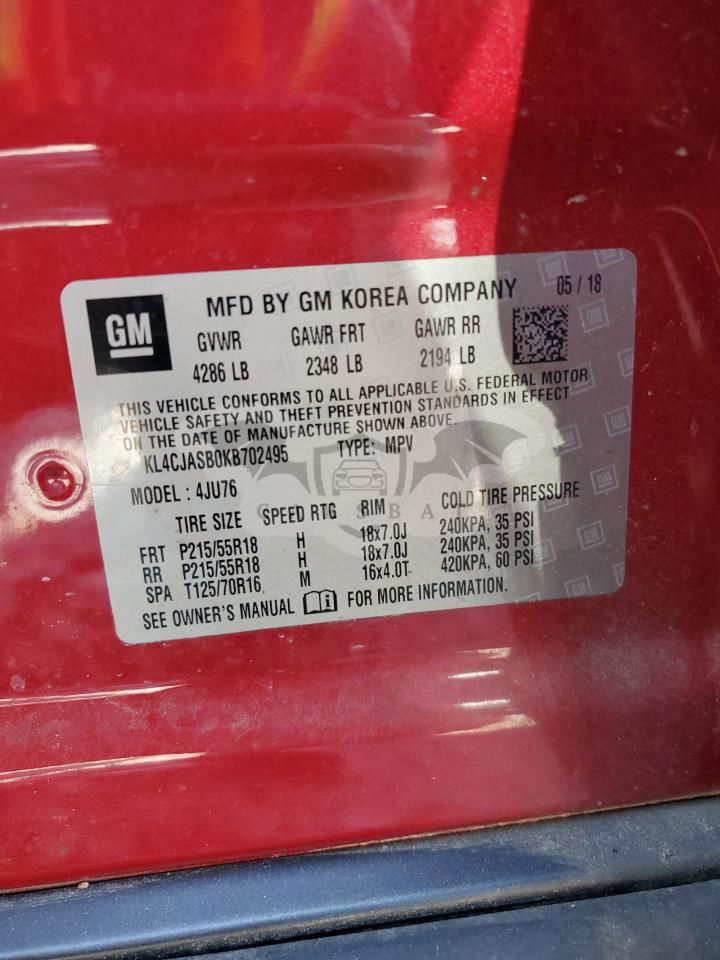 GM
MFD BY GM KOREA COMPANY 05 / 18
GVWR GAWR FRT GAWR RR
4286 LB 2348 LB 2194 LB
THIS VEHICLE CONFORMS TO ALL APPLICABLE U.S. FEDERAL MOTOR
VEHICLE SAFETY AND THEFT PREVENTION STANDARDS IN EFFECT
ON THE DATE OF MANUFACTURE SHOWN ABOVE.
KL4CJASB0KB702495 TYPE: MPV
MODEL : 4JU76
TIRE SIZE SPEED RTG RIM COLD TIRE PRESSURE
FRT P215/55R18 H 18x7.0J 240KPA, 35 PSI
RR P215/55R18 H 18x7.0J 240KPA, 35 PSI
SPA T125/70R16 M 16x4.0T 420KPA, 60 PSI
SEE OWNER'S MANUAL FOR MORE INFORMATION.